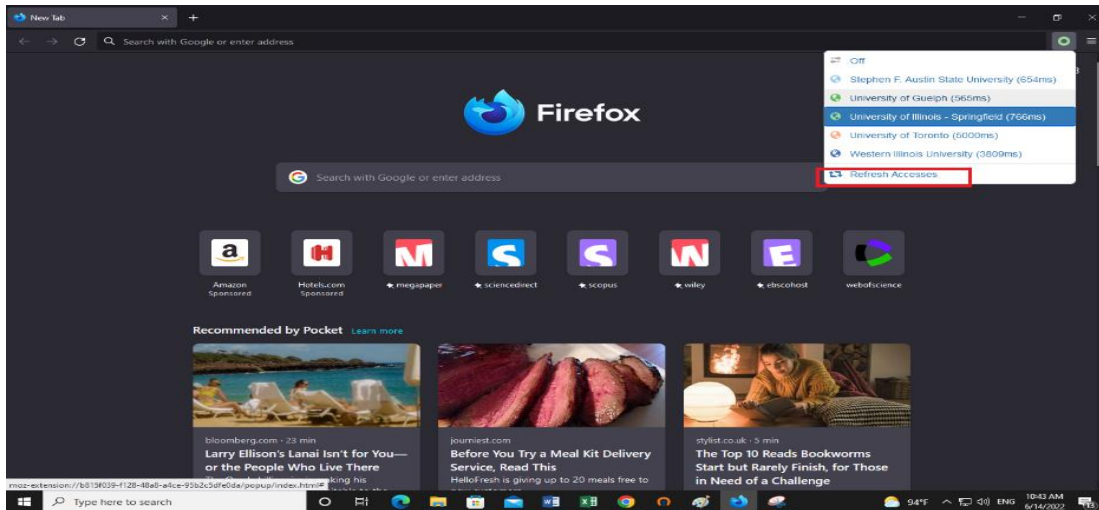 New Tab
Search with Google or enter address
Off
Stephen F. Austin State University (654ms)
University of Guelph (565ms)
University of Illinois - Springfield (766ms)
University of Toronto (6000ms)
Western Illinois University (3809ms)
Refresh Accesses
Firefox
Search with Google or enter address
a
H
M
S
S
W
E
Amazon
Sponsored
Hotels.com
Sponsored
megapaper
sciencedirect
scopus
wiley
ebscohost
webofscience
Recommended by Pocket Learn more
bloomberg.com · 23 min
Larry Ellison's Lanai Isn't for You—
or the People Who Live There
journiest.com
Before You Try a Meal Kit Delivery
Service, Read This
HelloFresh is giving up to 20 meals free to
stylist.co.uk · 5 min
The Top 10 Reads Bookworms
Start but Rarely Finish, for Those
in Need of a Challenge
Type here to search
94°F
ENG
10:43 AM
6/14/2022